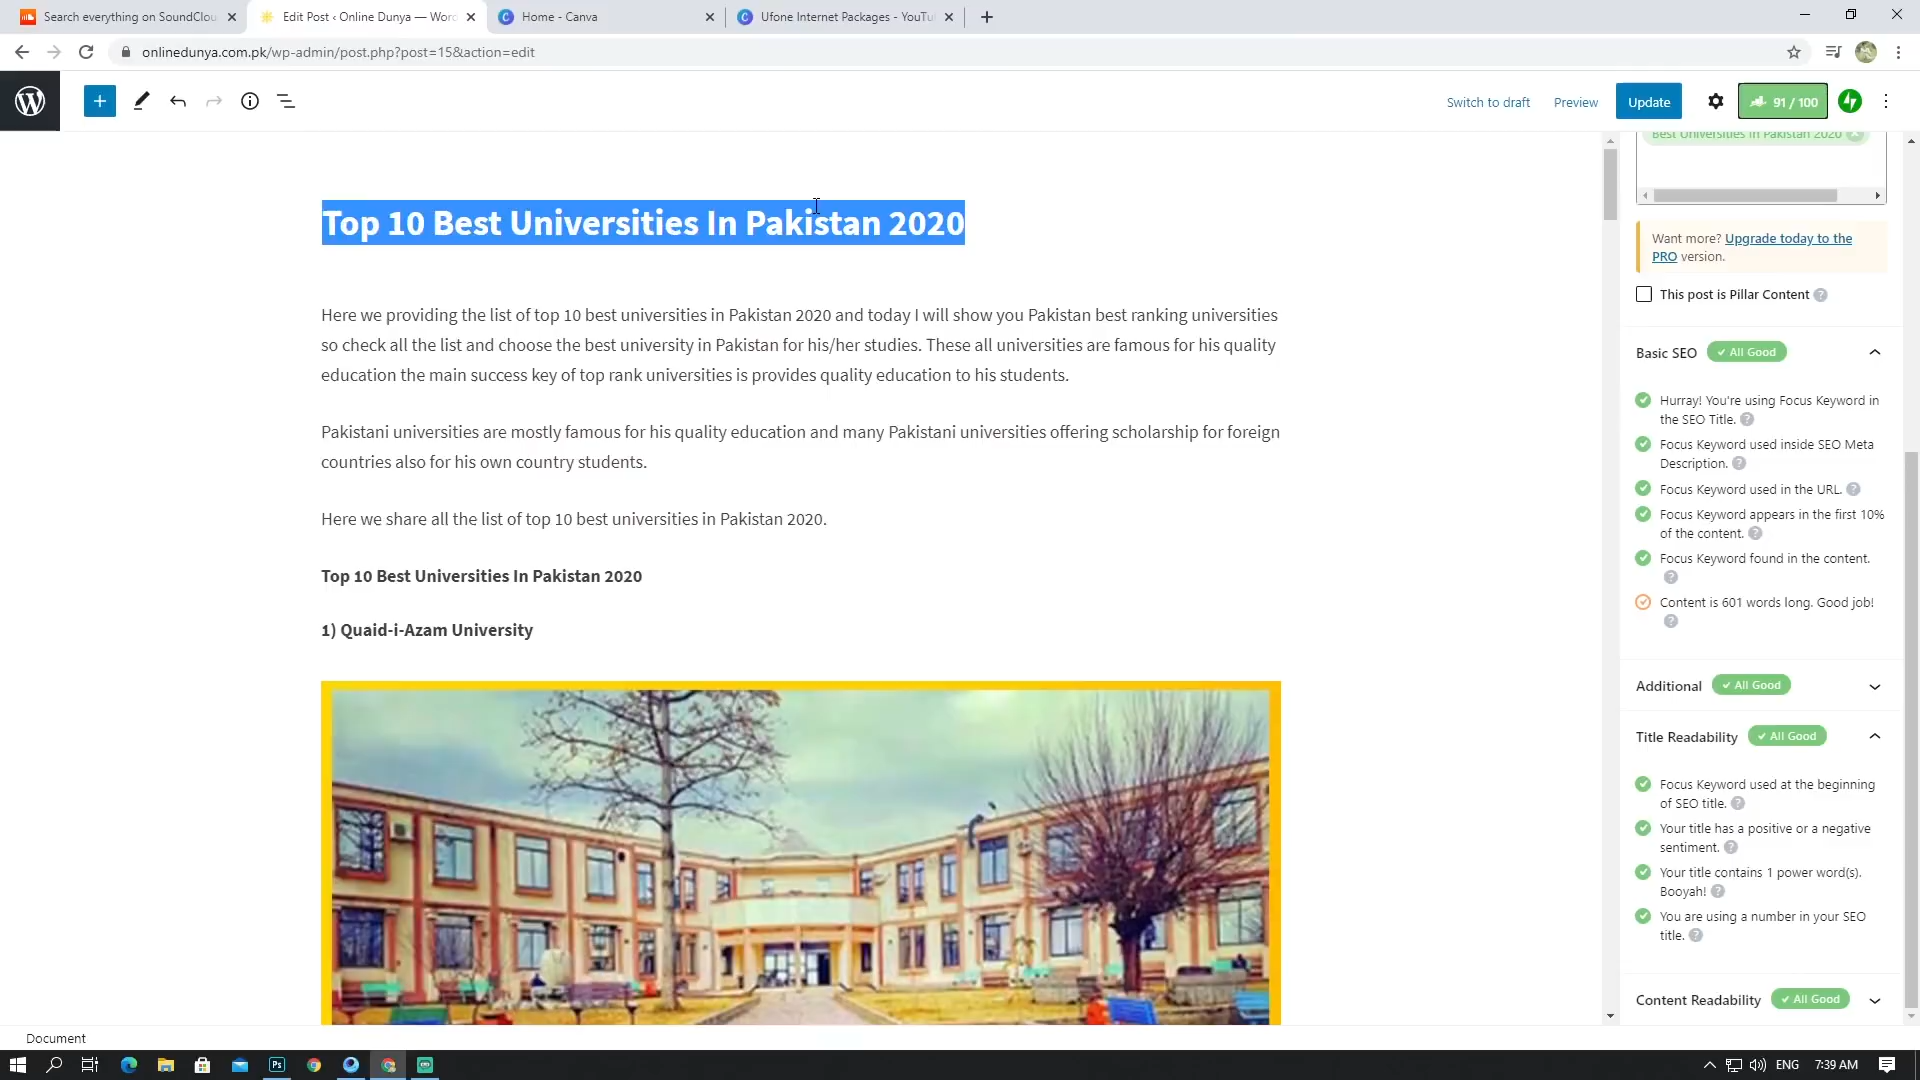 Search everything on SoundClou
Edit Post ‹ Online Dunya — Word
Home - Canva
Ufone Internet Packages - YouTu
onlinedunya.com.pk/wp-admin/post.php?post=15&action=edit
Switch to draft
Preview
Update
91 / 100
Top 10 Best Universities In Pakistan 2020
Here we providing the list of top 10 best universities in Pakistan 2020 and today I will show you Pakistan best ranking universities
so check all the list and choose the best university in Pakistan for his/her studies. These all universities are famous for his quality
education the main success key of top rank universities is provides quality education to his students.
Pakistani universities are mostly famous for his quality education and many Pakistani universities offering scholarship for foreign
countries also for his own country students.
Here we share all the list of top 10 best universities in Pakistan 2020.
Top 10 Best Universities In Pakistan 2020
1) Quaid-i-Azam University
Best Universities In Pakistan 2020
Want more? Upgrade today to the
PRO version.
This post is Pillar Content
Basic SEO
All Good
Hurray! You're using Focus Keyword in
the SEO Title.
Focus Keyword used inside SEO Meta
Description.
Focus Keyword used in the URL.
Focus Keyword appears in the first 10%
of the content.
Focus Keyword found in the content.
Content is 601 words long. Good job!
Additional
All Good
Title Readability
All Good
Focus Keyword used at the beginning
of SEO title.
Your title has a positive or a negative
sentiment.
Your title contains 1 power word(s).
Booyah!
You are using a number in your SEO
title.
Content Readability
All Good
Document
Ps
ENG
7:39 AM